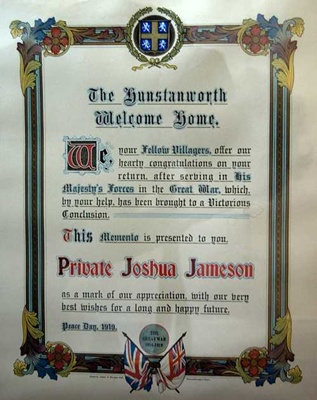 The Hunstanworth
Welcome Home.
We, your Fellow Villagers, offer our
hearty congratulations on your
return, after serving in His
Majesty's Forces in the Great War, which,
by your help, has been brought to a Victorious
Conclusion.
This Memento is presented to you,
Private Joshua Jameson
as a mark of our appreciation, with our very
best wishes for a long and happy future.
Peace Day, 1919.
THE
GREAT WAR